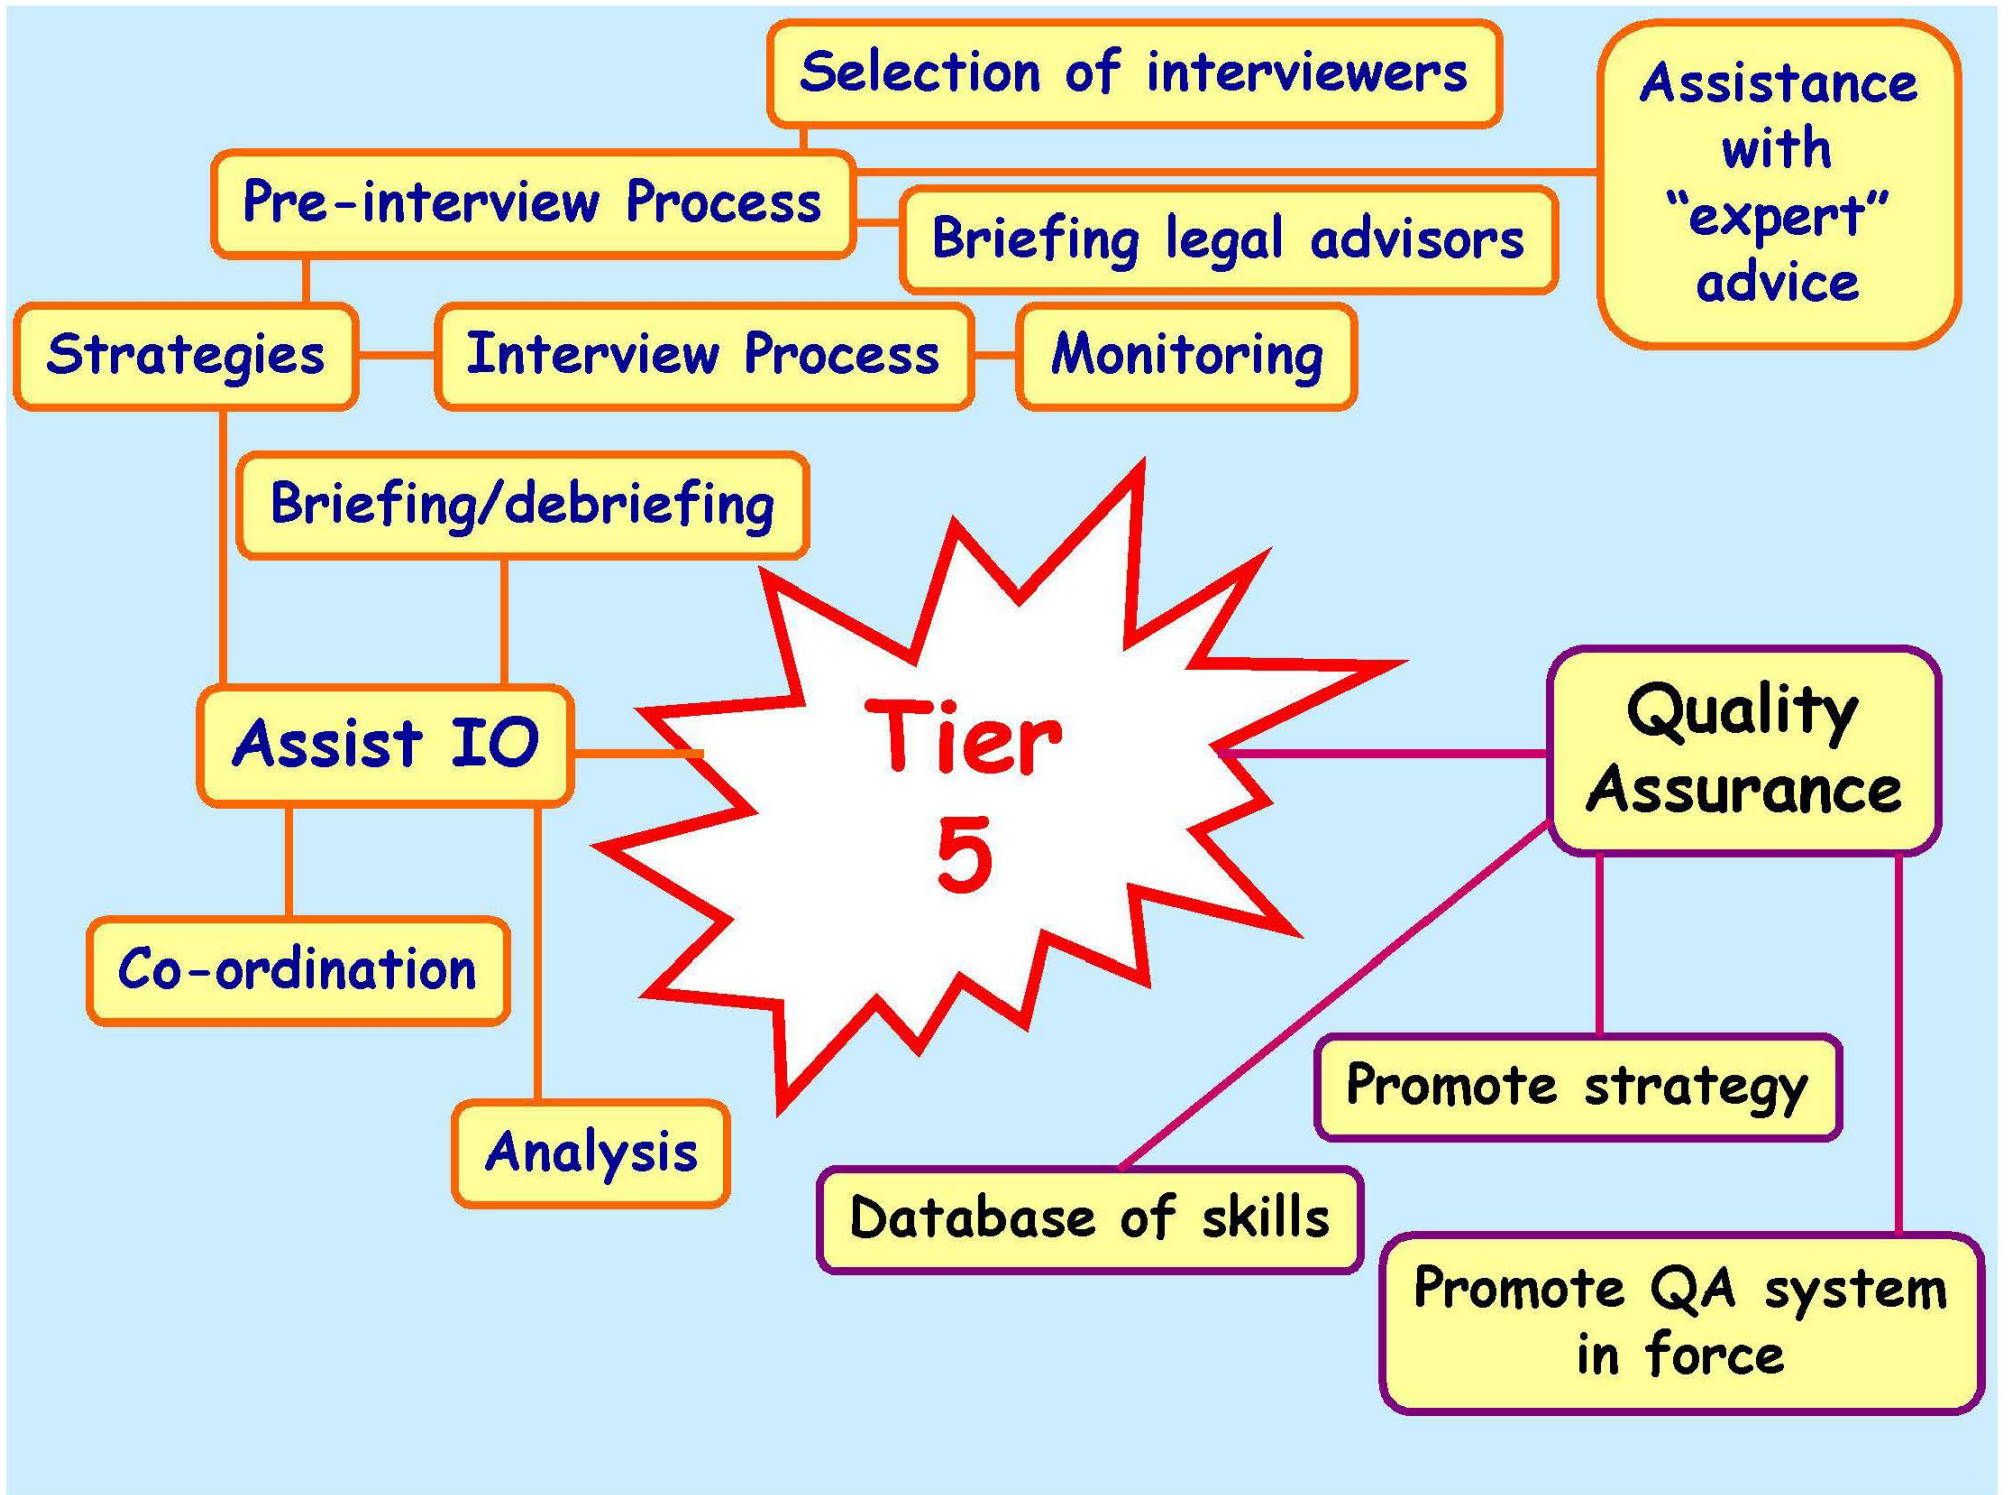 Selection of interviewers
Assistance
with
“expert”
advice
Pre-interview Process
Briefing legal advisors
Strategies
Interview Process
Monitoring
Briefing/debriefing
Tier
5
Assist IO
Quality
Assurance
Co-ordination
Analysis
Promote strategy
Database of skills
Promote QA system
in force